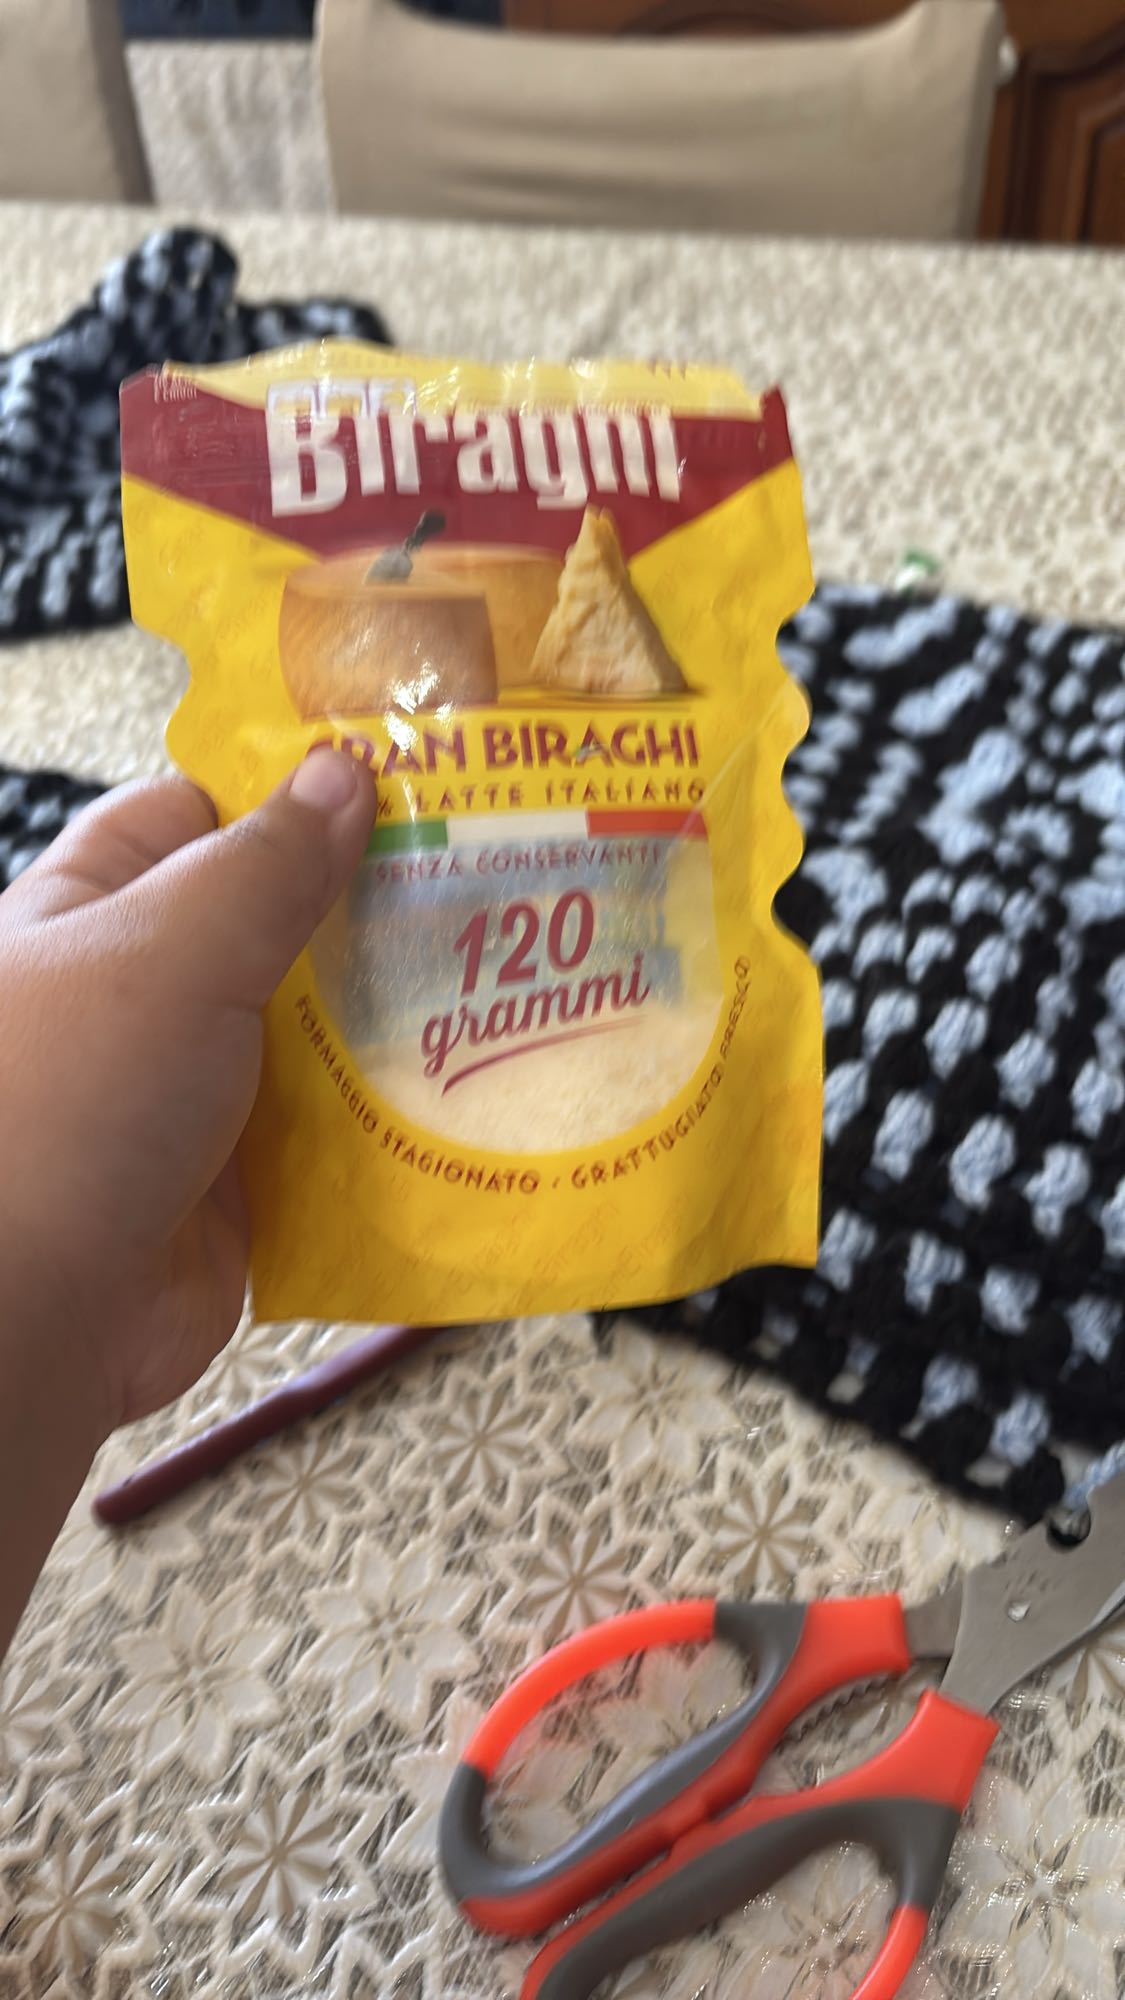 Biraghi
GRAN BIRAGHI
% LATTE ITALIANO
SENZA CONSERVANTI
120
grammi
FORMAGGIO STAGIONATO - GRATTUGIATO FRESCO